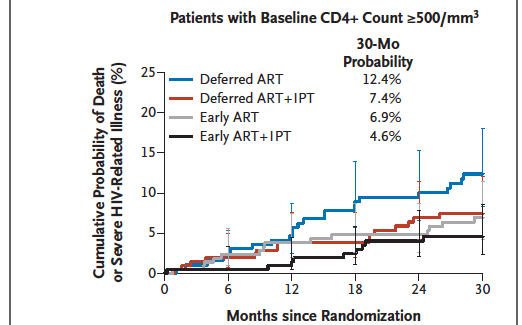 Patients with Baseline CD4+ Count ≥500/mm³
30-Mo
Probability
Deferred ART 12.4%
Deferred ART+IPT 7.4%
Early ART 6.9%
Early ART+IPT 4.6%
Cumulative Probability of Death
or Severe HIV-Related Illness (%)
25
20
15
10
5
0
0 6 12 18 24 30
Months since Randomization